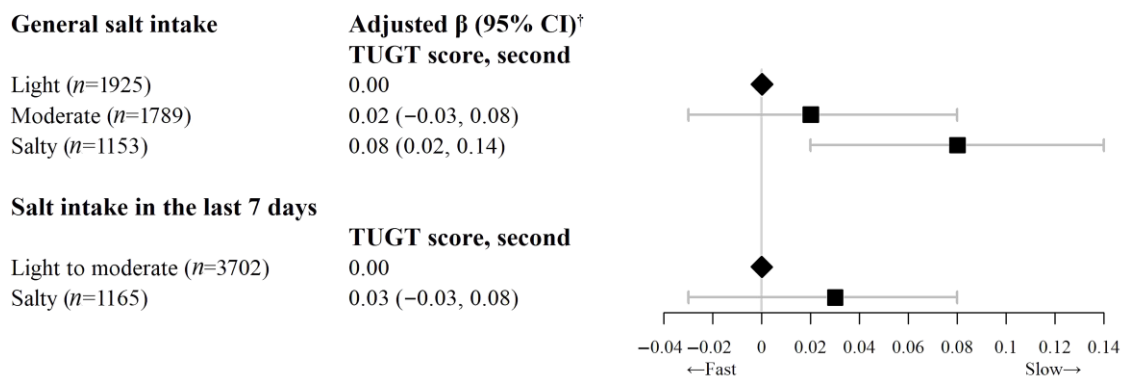 General salt intake Adjusted β (95% CI)†
TUGT score, second
Light (n=1925) 0.00
Moderate (n=1789) 0.02 (−0.03, 0.08)
Salty (n=1153) 0.08 (0.02, 0.14)
Salt intake in the last 7 days
TUGT score, second
Light to moderate (n=3702) 0.00
Salty (n=1165) 0.03 (−0.03, 0.08)
−0.04 −0.02 0 0.02 0.04 0.06 0.08 0.1 0.12 0.14
←Fast Slow→